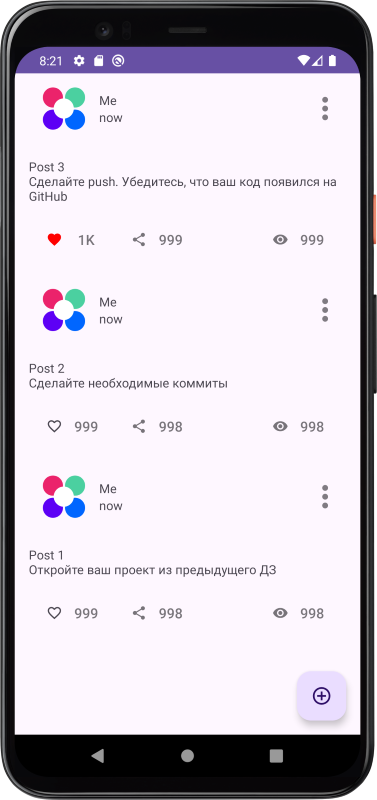 8:21
Me
now
Post 3
Сделайте push. Убедитесь, что ваш код появился на
GitHub
1K 999 999
Me
now
Post 2
Сделайте необходимые коммиты
999 998 998
Me
now
Post 1
Откройте ваш проект из предыдущего ДЗ
999 998 998